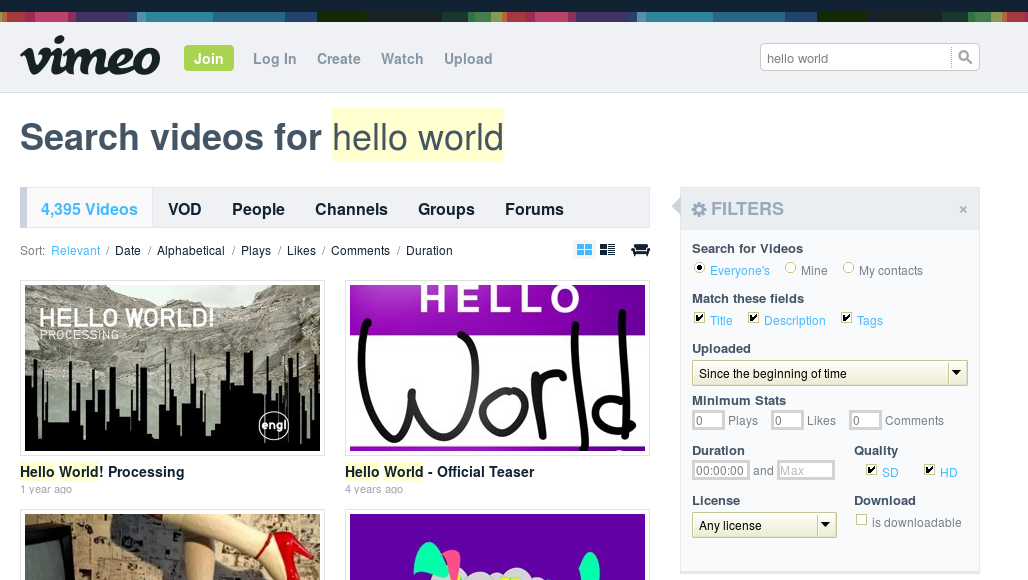 vimeo
Join Log In Create Watch Upload
hello world
Search videos for hello world
4,395 Videos VOD People Channels Groups Forums
Sort: Relevant / Date / Alphabetical / Plays / Likes / Comments / Duration
HELLO WORLD!
PROCESSING
engl
Hello World! Processing
1 year ago
HELLO
World
Hello World - Official Teaser
4 years ago
FILTERS ×
Search for Videos
Everyone's Mine My contacts
Match these fields
Title Description Tags
Uploaded
Since the beginning of time
Minimum Stats
0 Plays 0 Likes 0 Comments
Duration Quality
00:00:00 and Max SD HD
License Download
Any license is downloadable